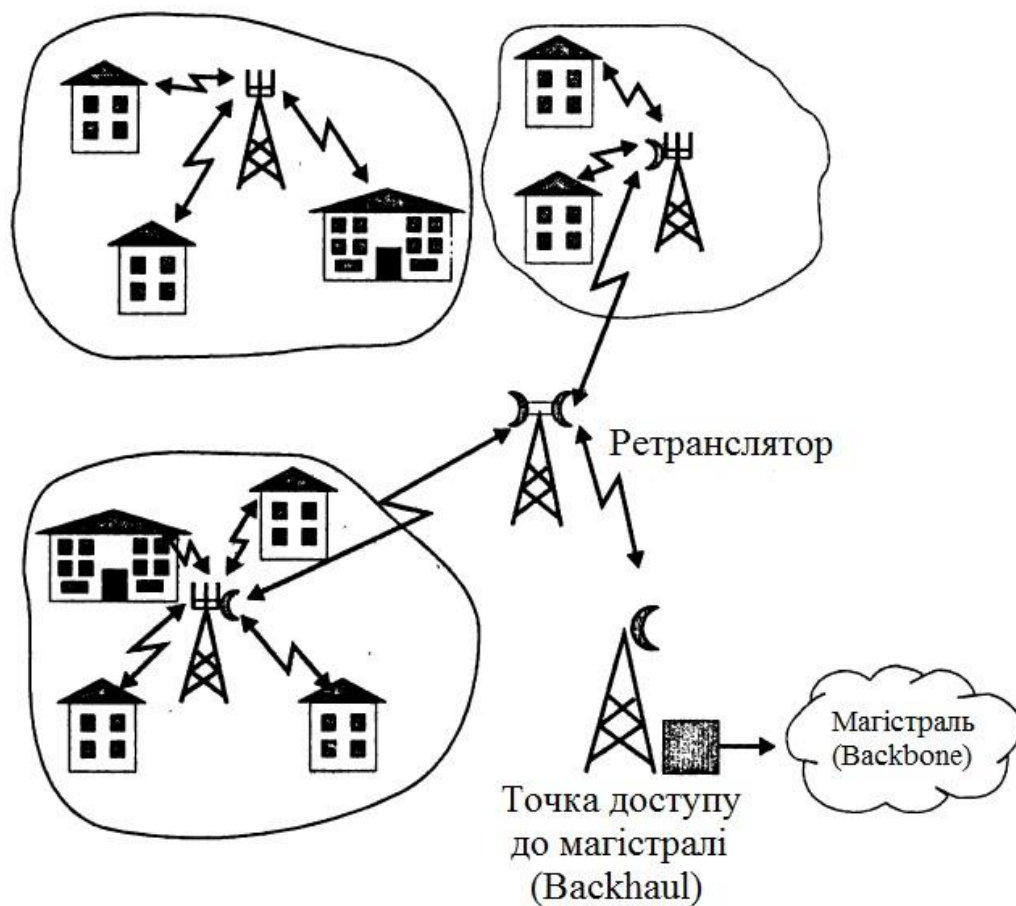 Ретранслятор
Магістраль
(Backbone)
Точка доступу
до магістралі
(Backhaul)